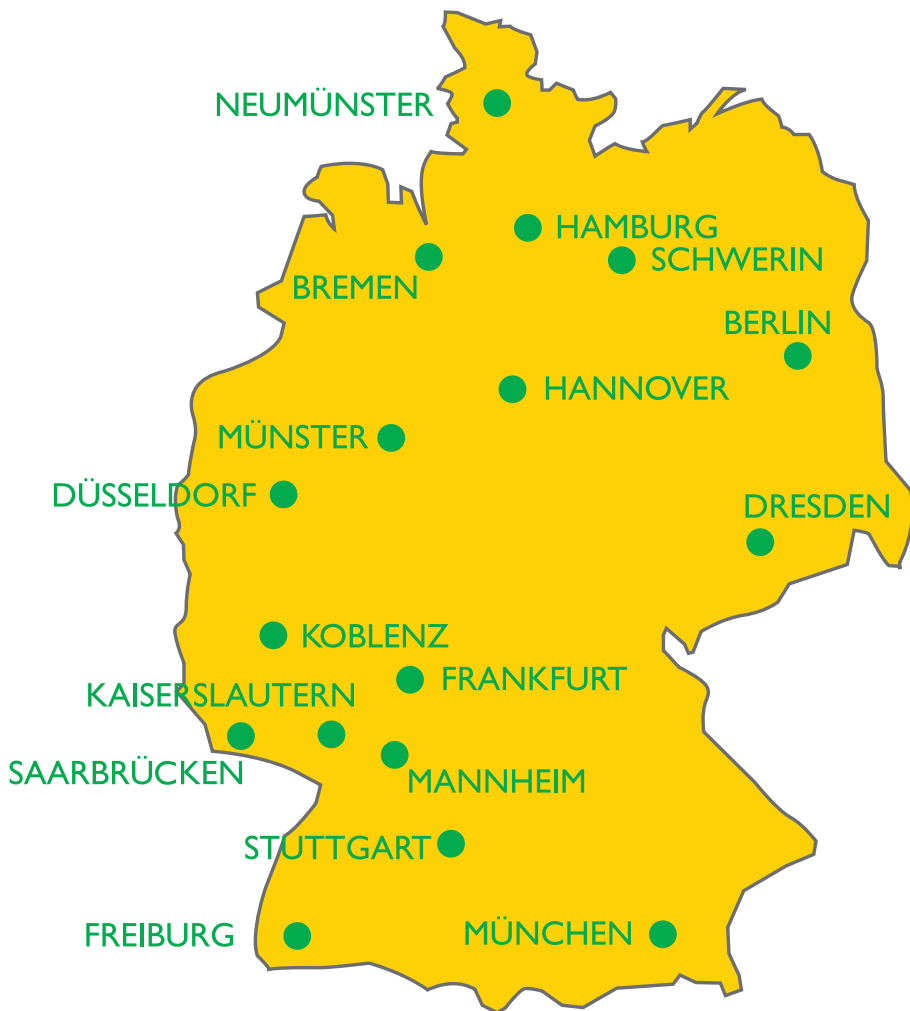 NEUMÜNSTER
HAMBURG
SCHWERIN
BREMEN
BERLIN
HANNOVER
MÜNSTER
DÜSSELDORF
DRESDEN
KOBLENZ
FRANKFURT
KAISERSLAUTERN
SAARBRÜCKEN
MANNHEIM
STUTTGART
FREIBURG
MÜNCHEN